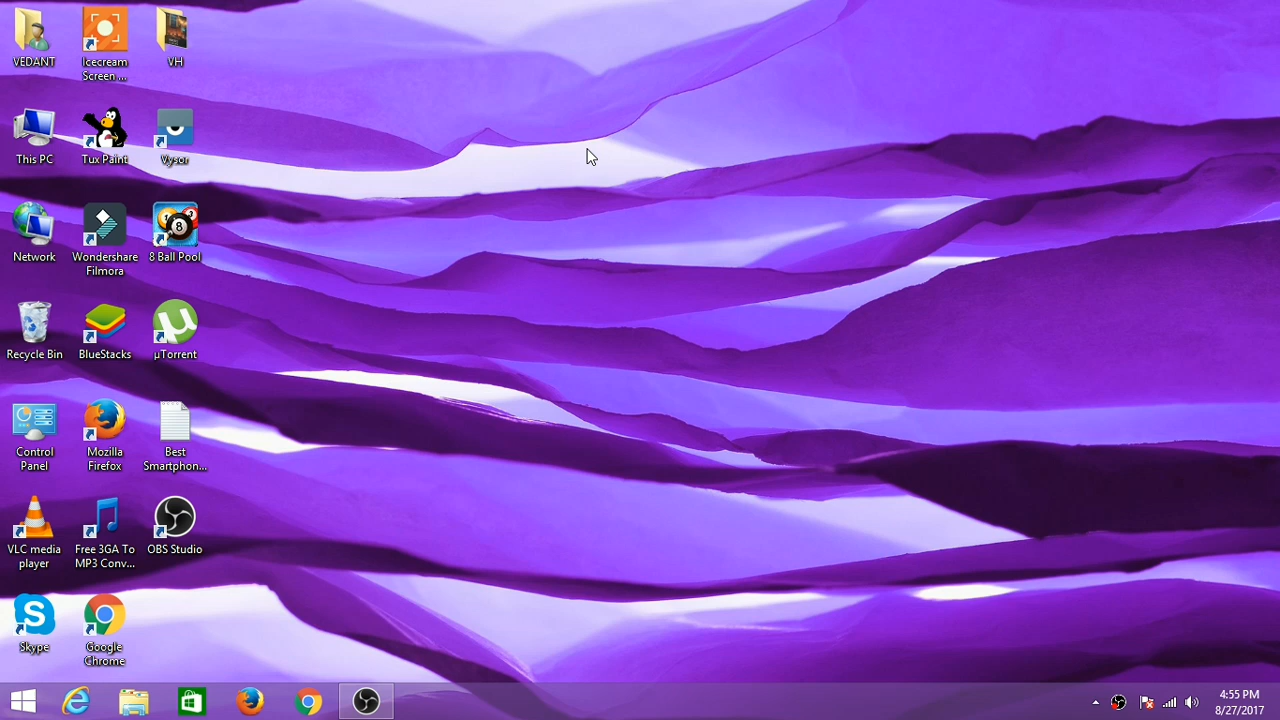 VEDANT
Icecream
Screen ...
VH
This PC
Tux Paint
Vysor
Network
Wondershare
Filmora
8 Ball Pool
Recycle Bin
BlueStacks
µTorrent
Control
Panel
Mozilla
Firefox
Best
Smartphon...
VLC media
player
Free 3GA To
MP3 Conv...
OBS Studio
Skype
Google
Chrome
4:55 PM
8/27/2017